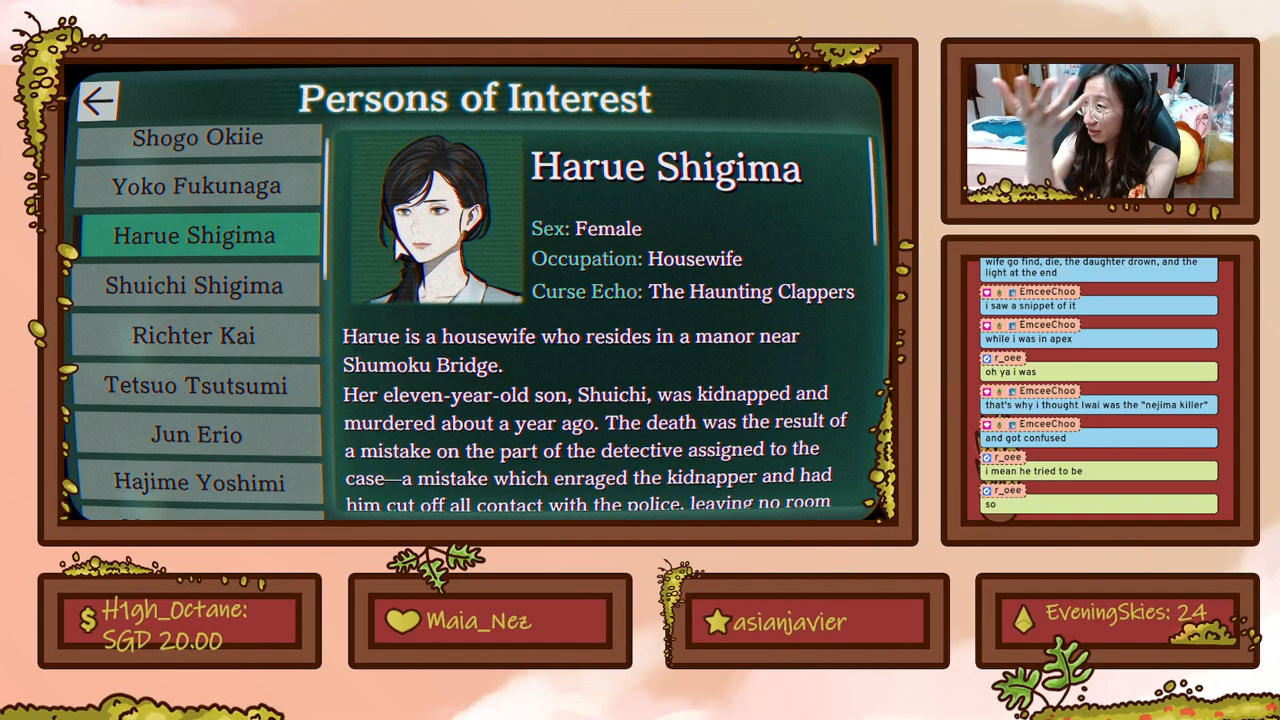 Persons of Interest
Shogo Okiie
Yoko Fukunaga
Harue Shigima
Shuichi Shigima
Richter Kai
Tetsuo Tsutsumi
Jun Erio
Hajime Yoshimi
Harue Shigima
Sex: Female
Occupation: Housewife
Curse Echo: The Haunting Clappers
Harue is a housewife who resides in a manor near
Shumoku Bridge.
Her eleven-year-old son, Shuichi, was kidnapped and
murdered about a year ago. The death was the result of
a mistake on the part of the detective assigned to the
case—a mistake which enraged the kidnapper and had
him cut off all contact with the police, leaving no room
wife go find, die, the daughter drown, and the
light at the end
EmceeChoo
i saw a snippet of it
EmceeChoo
while i was in apex
r_oee
oh ya i was
EmceeChoo
that's why i thought Iwai was the "nejima killer"
EmceeChoo
and got confused
r_oee
i mean he tried to be
r_oee
so
H1gh_Octane:
SGD 20.00
Maia_Nez
asianjavier
EveningSkies: 24